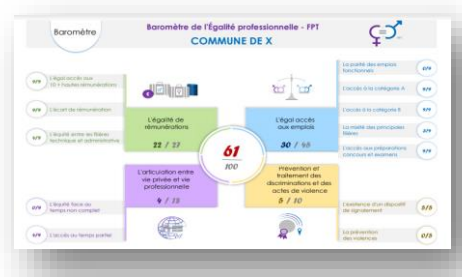 Baromètre
Baromètre de l'Égalité professionnelle - FPT
COMMUNE DE X
L'égal accès aux
10 + hautes rémunérations
L'écart de rémunération
L'équité entre les filières
technique et administrative
L'égalité de
rémunérations
22 /
L'égal accès
aux emplois
30 / 45
61
100
La parité des emplois
fonctionnels
L'accès à la catégorie A
L'accès à la catégorie B
La mixité des principales
filières
L'accès aux préparations
concours et examens
L'articulation entre
vie privée et vie
professionnelle
4 /
Prévention et
traitement des
discriminations et des
actes de violence
5 / 10
L'équité face au
temps non complet
L'accès au temps partiel
L'existence d'un dispositif
de signalement
5/5
La prévention
des violences
0/5